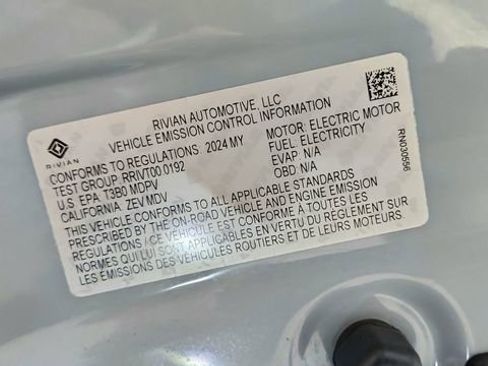 RIVIAN AUTOMOTIVE, LLC
VEHICLE EMISSION CONTROL INFORMATION
RIVIAN
CONFORMS TO REGULATIONS: 2024 MY
TEST GROUP: RRIVT00.0192
U.S. EPA: T3B0 MDPV
CALIFORNIA: ZEV MDV
MOTOR: ELECTRIC MOTOR
FUEL: ELECTRICITY
EVAP: N/A
OBD: N/A
THIS VEHICLE CONFORMS TO ALL APPLICABLE STANDARDS
PRESCRIBED BY THE ON-ROAD VEHICLE AND ENGINE EMISSION
REGULATIONS / CE VÉHICULE EST CONFORME À TOUTES LES
NORMES QUI LUI SONT APPLICABLES EN VERTU DU RÈGLEMENT SUR
LES ÉMISSIONS DES VÉHICULES ROUTIERS ET DE LEURS MOTEURS.
RN030556